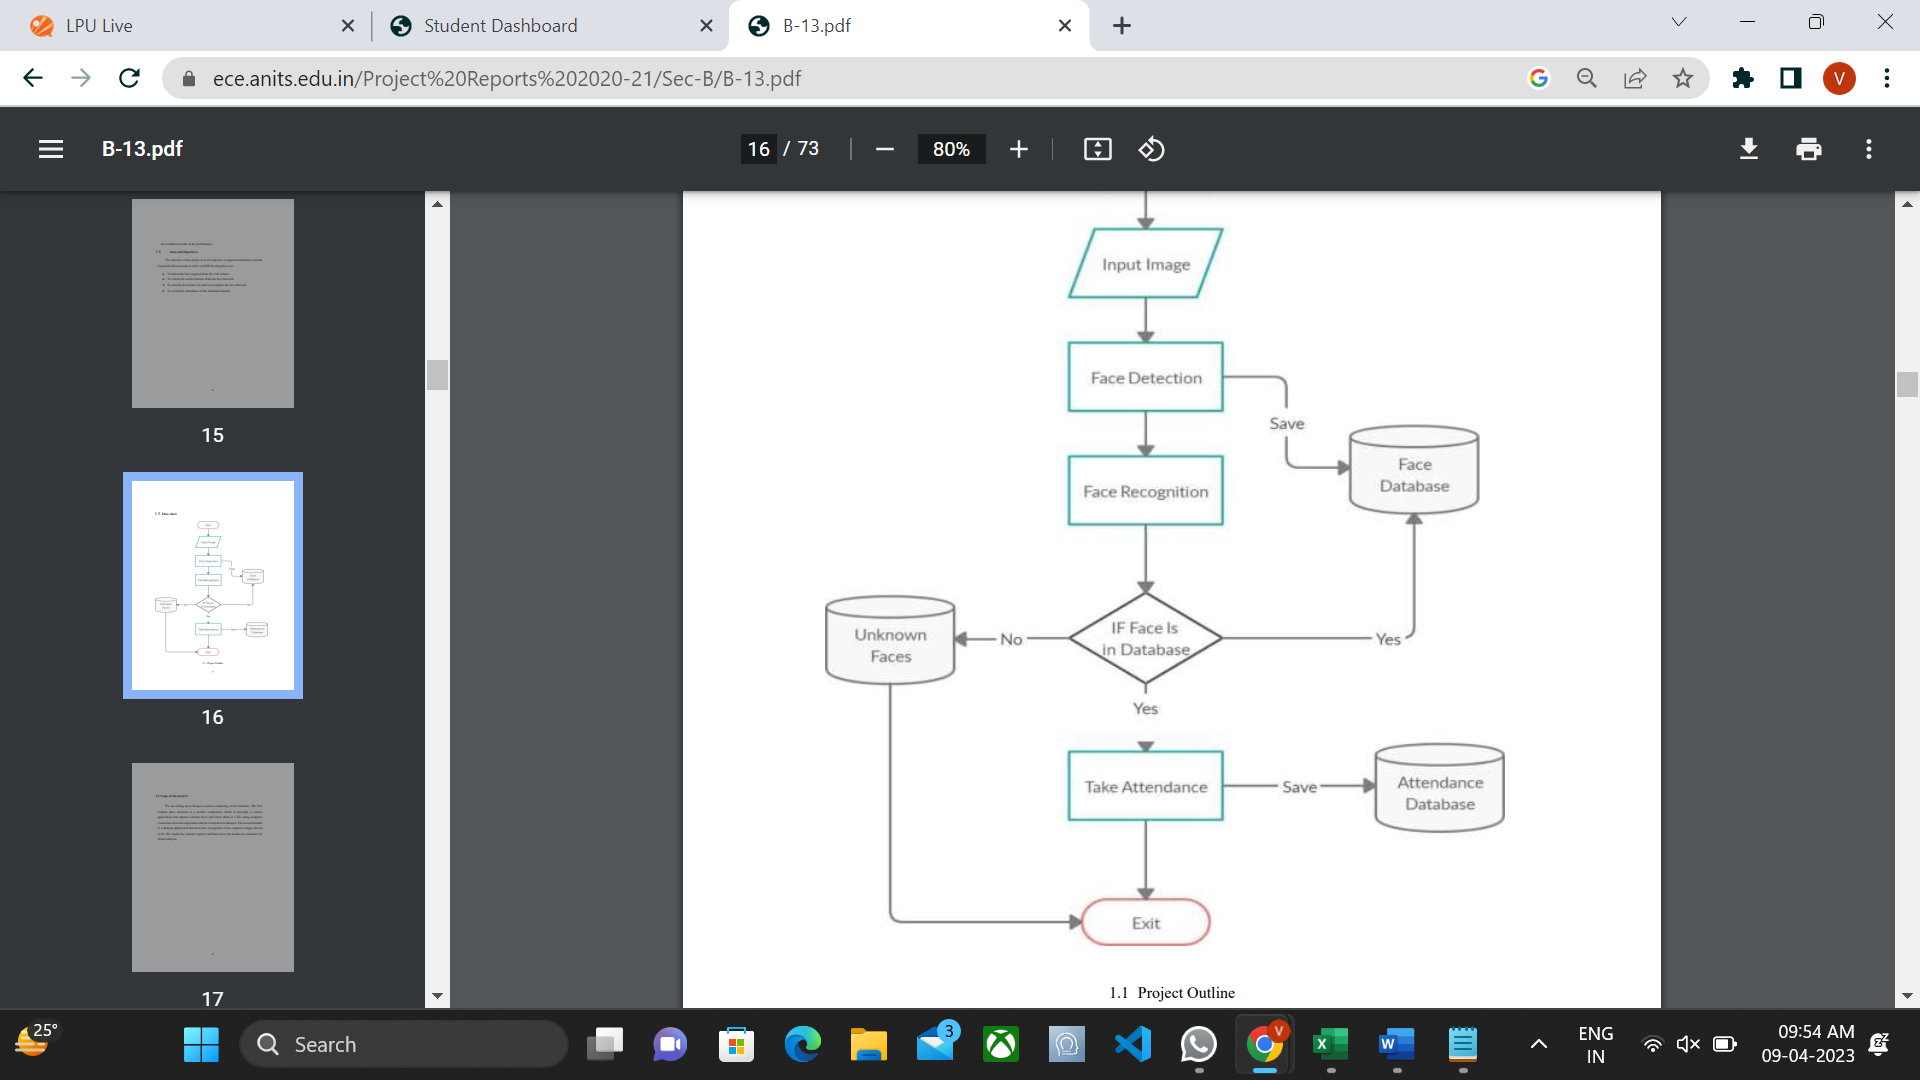 LPU Live
Student Dashboard
B-13.pdf
ece.anits.edu.in/Project%20Reports%202020-21/Sec-B/B-13.pdf
V
B-13.pdf
16 / 73
80%
15
16
17
Input Image
Face Detection
Save
Face
Database
Face Recognition
Unknown
Faces
No
IF Face Is
in Database
Yes
Yes
Take Attendance
Save
Attendance
Database
Exit
1.1 Project Outline
25°
Search
3
V
ENG
IN
09:54 AM
09-04-2023